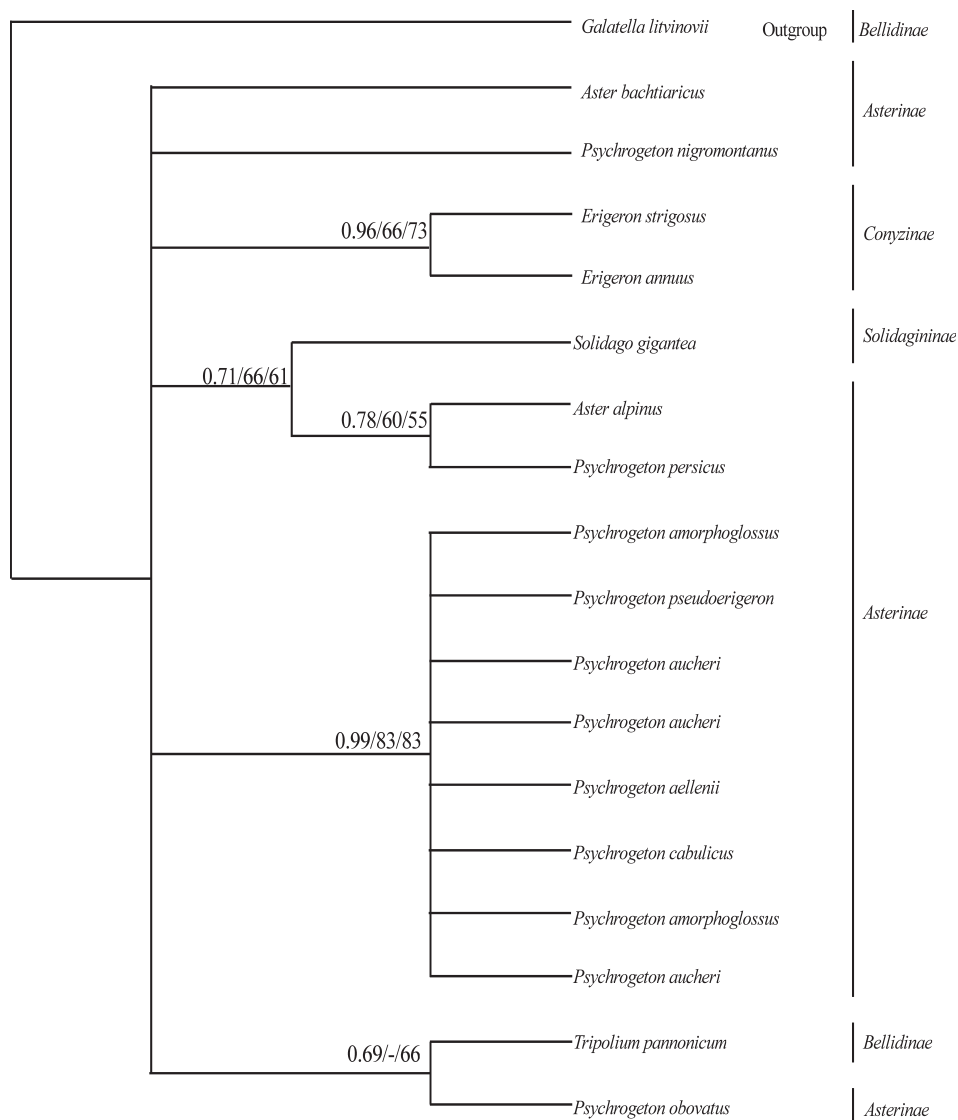 Galatella litvinovii Outgroup Bellidinae
Aster bachtiaricus
Asterinae
Psychrogeton nigromontanus
Erigeron strigosus
0.96/66/73
Conyzinae
Erigeron annuus
Solidagininae
Solidago gigantea
0.71/66/61
Aster alpinus
0.78/60/55
Psychrogeton persicus
Psychrogeton amorphoglossus
Psychrogeton pseudoerigeron
Asterinae
Psychrogeton aucheri
Psychrogeton aucheri
0.99/83/83
Psychrogeton aellenii
Psychrogeton cabulicus
Psychrogeton amorphoglossus
Psychrogeton aucheri
Tripolium pannonicum Bellidinae
0.69/-/66
Psychrogeton obovatus Asterinae